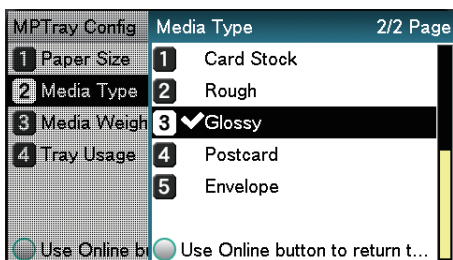 MPTray Config
1 Paper Size
2 Media Type
3 Media Weigh
4 Tray Usage
Use Online b
Media Type 2/2 Page
1 Card Stock
2 Rough
3 Glossy
4 Postcard
5 Envelope
Use Online button to return t...